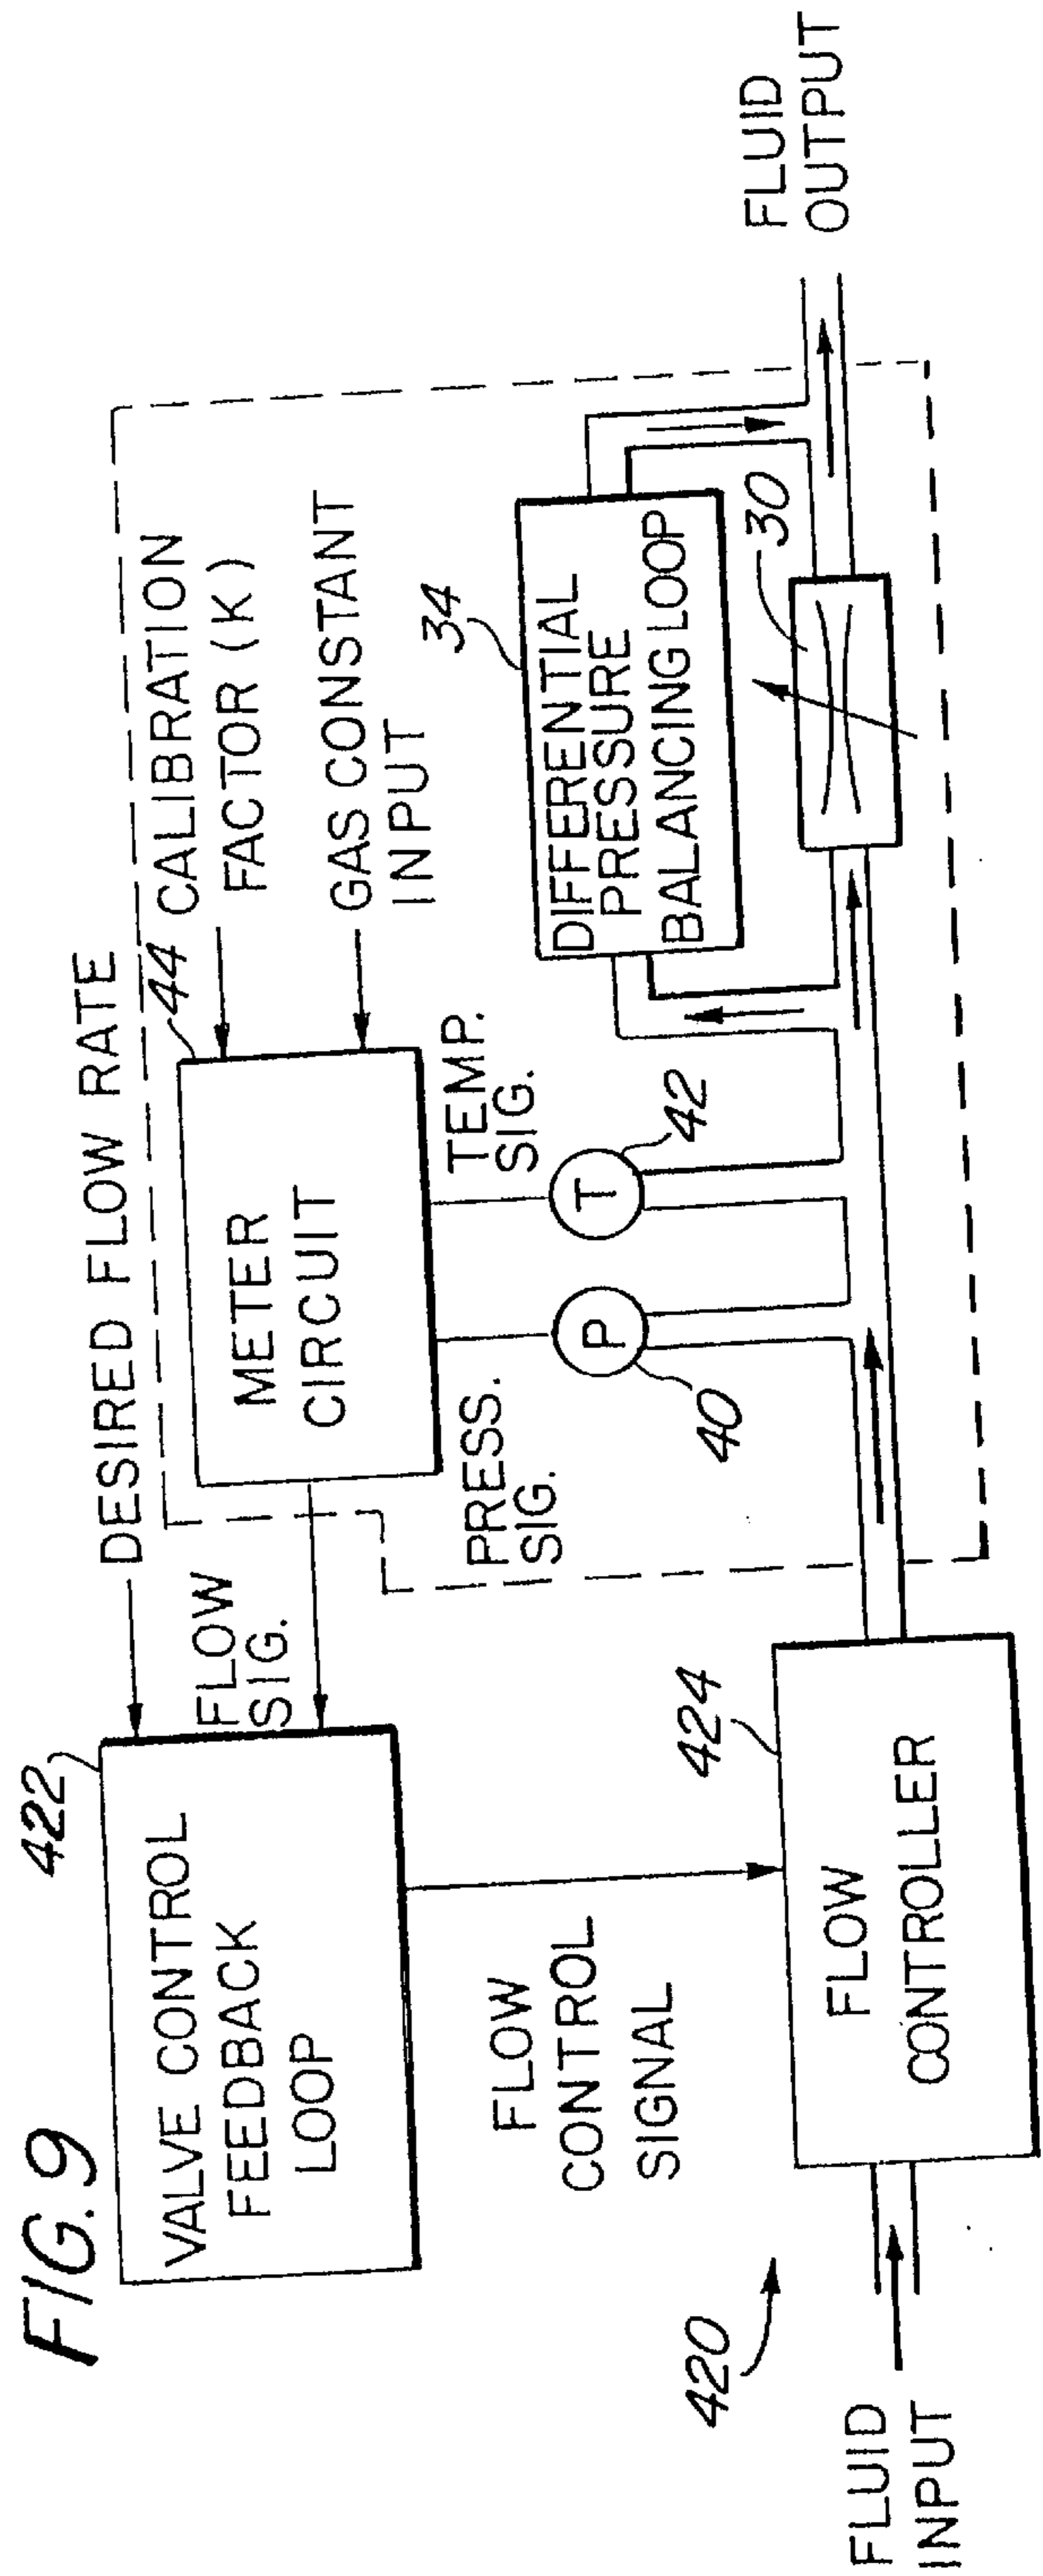 FIG. 9
422
VALVE CONTROL
FEEDBACK
LOOP
DESIRED FLOW RATE
FLOW
SIG.
44
METER
CIRCUIT
CALIBRATION
FACTOR (K)
GAS CONSTANT
INPUT
PRESS.
SIG.
TEMP.
SIG.
P
40
T
42
34
DIFFERENTIAL
PRESSURE
BALANCING LOOP
30
FLOW
CONTROL
SIGNAL
424
FLOW
CONTROLLER
420
FLUID
INPUT
FLUID
OUTPUT